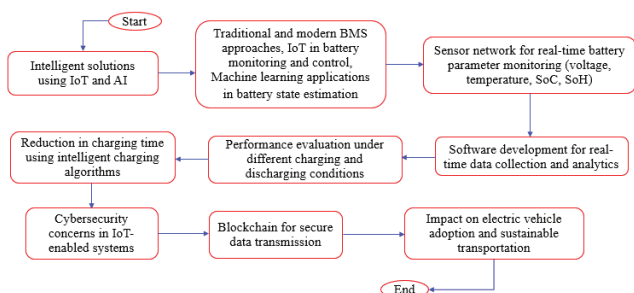 Start
Intelligent solutions
using IoT and AI
Traditional and modern BMS
approaches, IoT in battery
monitoring and control,
Machine learning applications
in battery state estimation
Sensor network for real-time battery
parameter monitoring (voltage,
temperature, SoC, SoH)
Software development for real-
time data collection and analytics
Performance evaluation under
different charging and
discharging conditions
Reduction in charging time
using intelligent charging
algorithms
Cybersecurity
concerns in IoT-
enabled systems
Blockchain for secure
data transmission
Impact on electric vehicle
adoption and sustainable
transportation
End